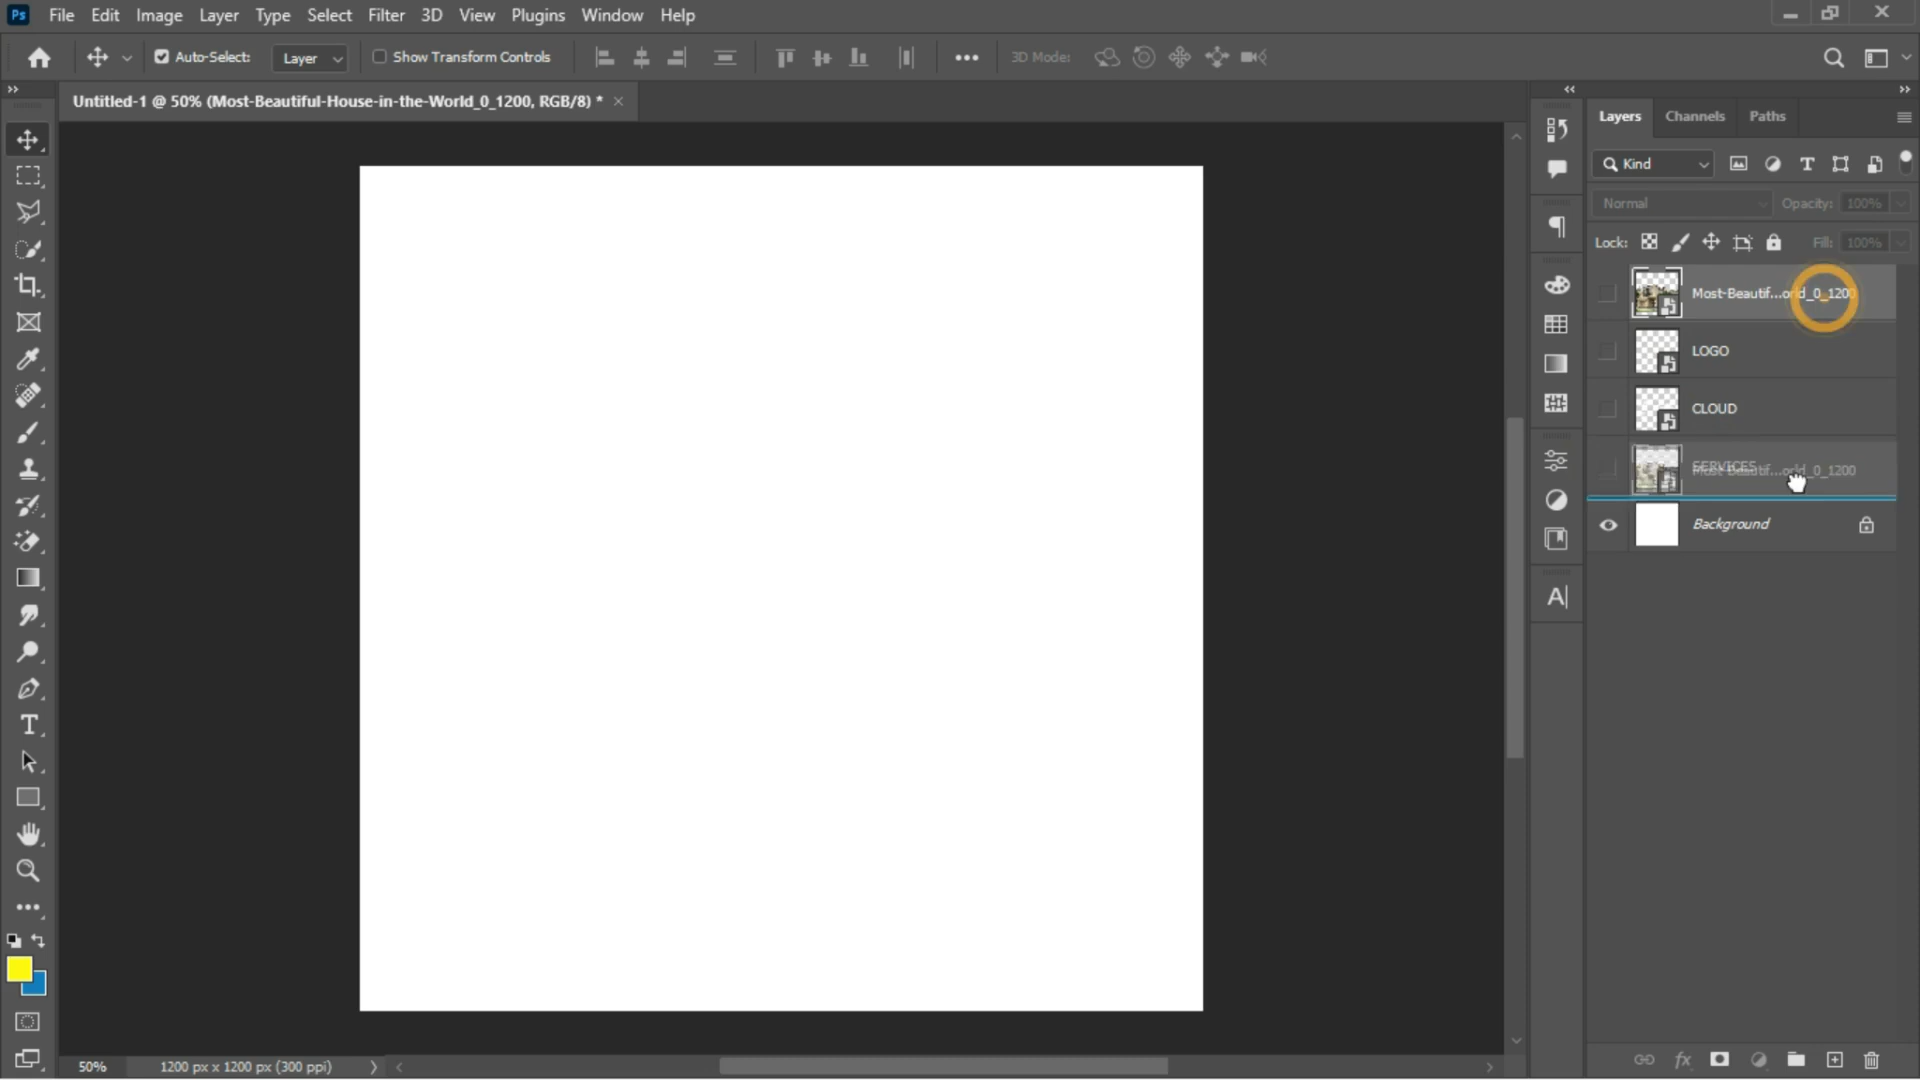 Ps File Edit Image Layer Type Select Filter 3D View Plugins Window Help
Auto-Select: Layer Show Transform Controls 3D Mode:
Untitled-1 @ 50% (Most-Beautiful-House-in-the-World_0_1200, RGB/8) *
Layers Channels Paths
Kind
Normal Opacity: 100%
Lock: Fill: 100%
Most-Beautif...orld_0_1200
LOGO
CLOUD
SERVICES
Most-Beautif...orld_0_1200
Background
50% 1200 px x 1200 px (300 ppi)